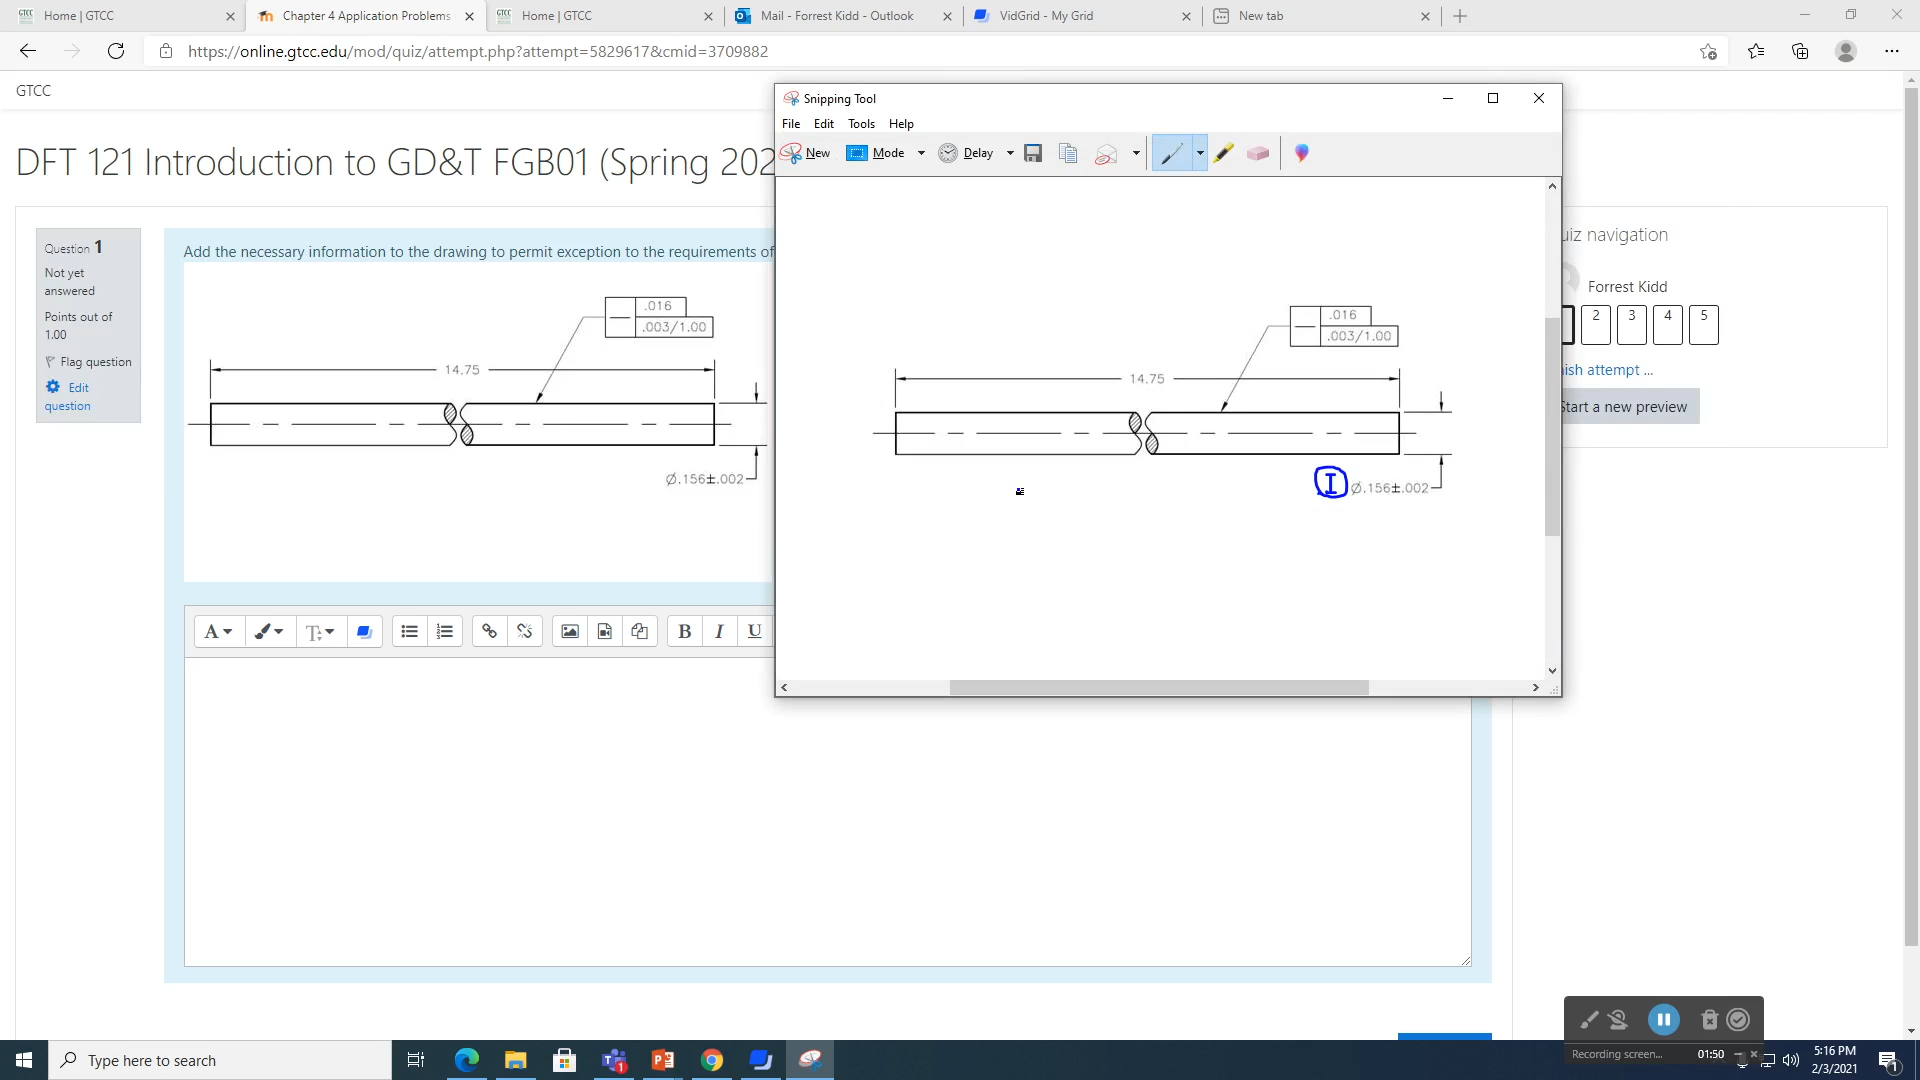 Home | GTCC
Chapter 4 Application Problems
Home | GTCC
Mail - Forrest Kidd - Outlook
VidGrid - My Grid
New tab
https://online.gtcc.edu/mod/quiz/attempt.php?attempt=5829617&cmid=3709882
GTCC
DFT 121 Introduction to GD&T FGB01 (Spring 202
Question 1
Not yet
answered
Points out of
1.00
Flag question
Edit
question
Add the necessary information to the drawing to permit exception to the requirements of
.016
.003/1.00
14.75
Ø.156±.002
Snipping Tool
File Edit Tools Help
New Mode Delay
.016
.003/1.00
14.75
I Ø.156±.002
uiz navigation
Forrest Kidd
2 3 4 5
ish attempt ...
Start a new preview
A T B I U
Recording screen... 01:50
Type here to search
5:16 PM
2/3/2021
1
1